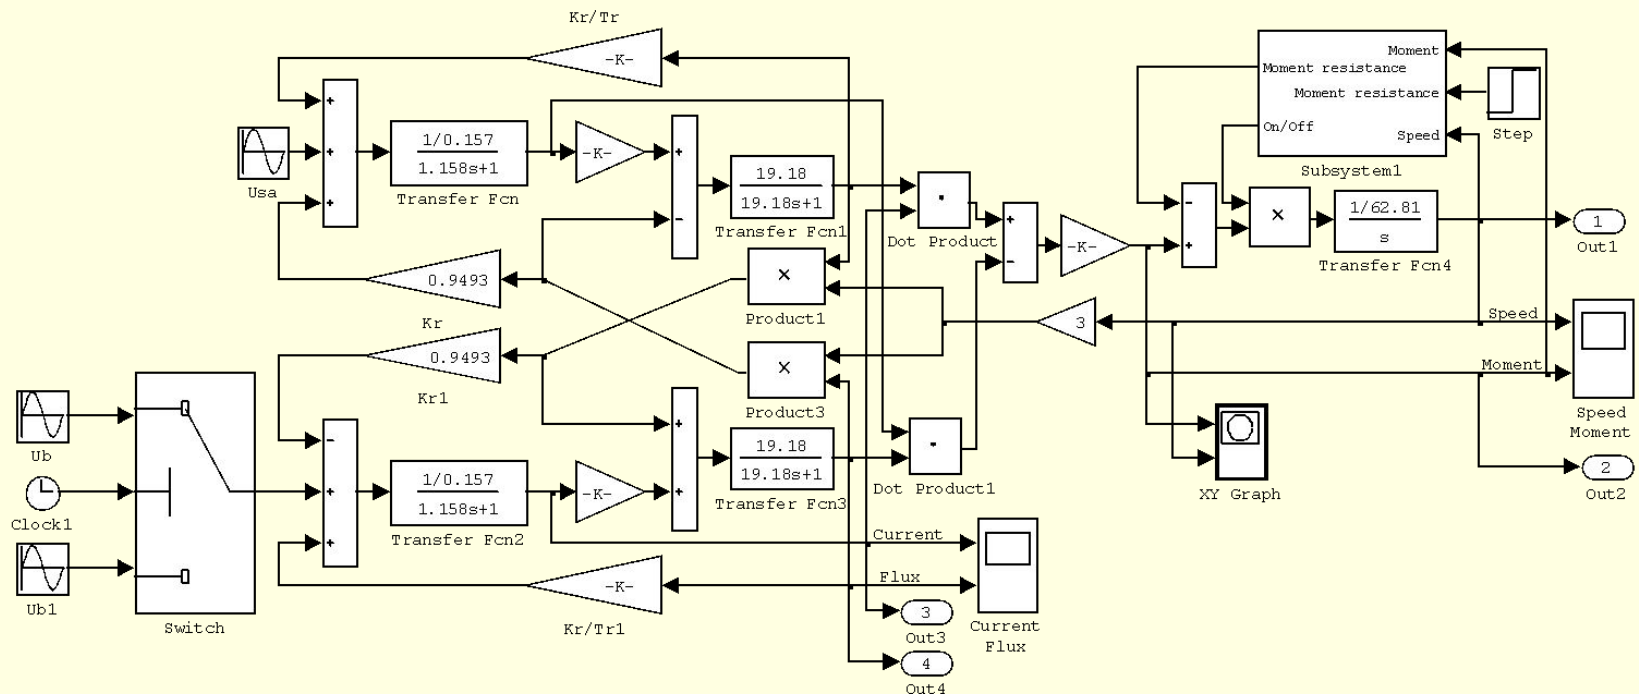 Kr/Tr
-K-
Moment
Moment resistance
Moment resistance
On/Off
Speed
Step
Subsystem1
+
+
+
Usa
1/0.157
1.158s+1
Transfer Fcn
-K-
+
-
19.18
19.18s+1
Transfer Fcn1
Dot Product
+
-
-K-
-
+
×
1/62.81
s
Transfer Fcn4
1
Out1
0.9493
Kr
×
Product1
3
Speed
0.9493
Kr1
×
Product3
Moment
Speed
Moment
Ub
Clock1
Ub1
Switch
-
+
+
1/0.157
1.158s+1
Transfer Fcn2
-K-
+
+
19.18
19.18s+1
Transfer Fcn3
Dot Product1
XY Graph
2
Out2
Current
Flux
-K-
Kr/Tr1
Current
Flux
3
Out3
4
Out4